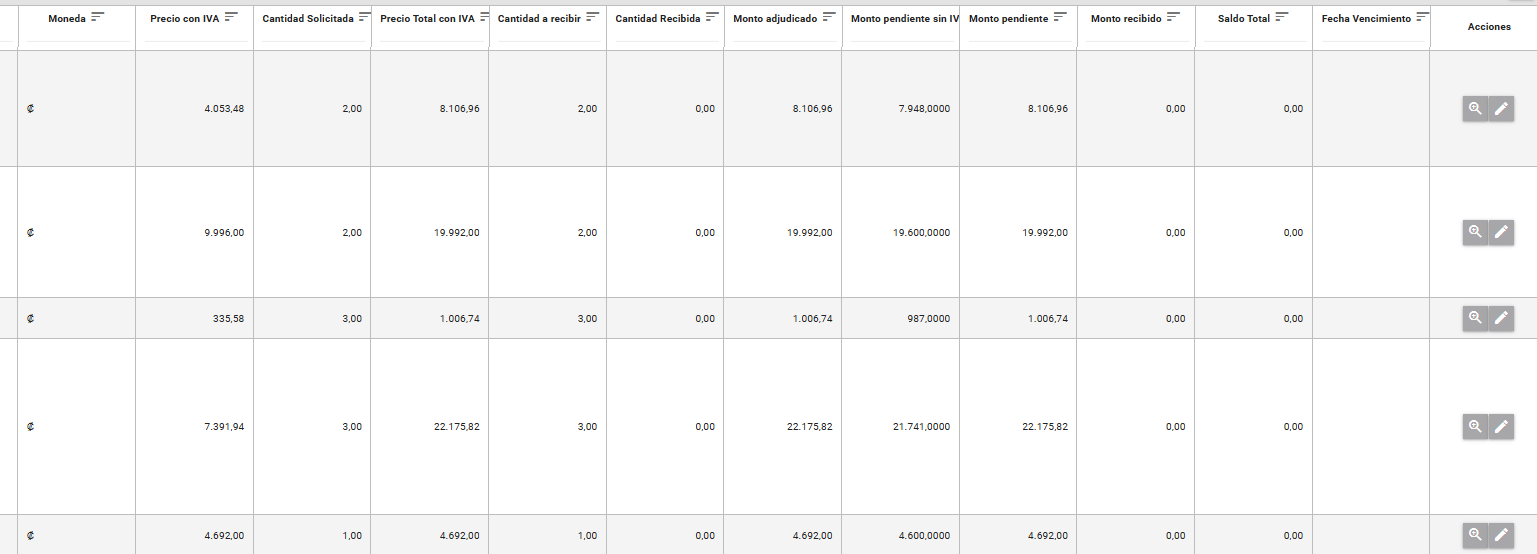 Moneda Precio con IVA Cantidad Solicitada Precio Total con IVA Cantidad a recibir Cantidad Recibida Monto adjudicado Monto pendiente sin IV Monto pendiente Monto recibido Saldo Total Fecha Vencimiento Acciones
₡ 4.053,48 2,00 8.106,96 2,00 0,00 8.106,96 7.948,0000 8.106,96 0,00 0,00
₡ 9.996,00 2,00 19.992,00 2,00 0,00 19.992,00 19.600,0000 19.992,00 0,00 0,00
₡ 335,58 3,00 1.006,74 3,00 0,00 1.006,74 987,0000 1.006,74 0,00 0,00
₡ 7.391,94 3,00 22.175,82 3,00 0,00 22.175,82 21.741,0000 22.175,82 0,00 0,00
₡ 4.692,00 1,00 4.692,00 1,00 0,00 4.692,00 4.600,0000 4.692,00 0,00 0,00